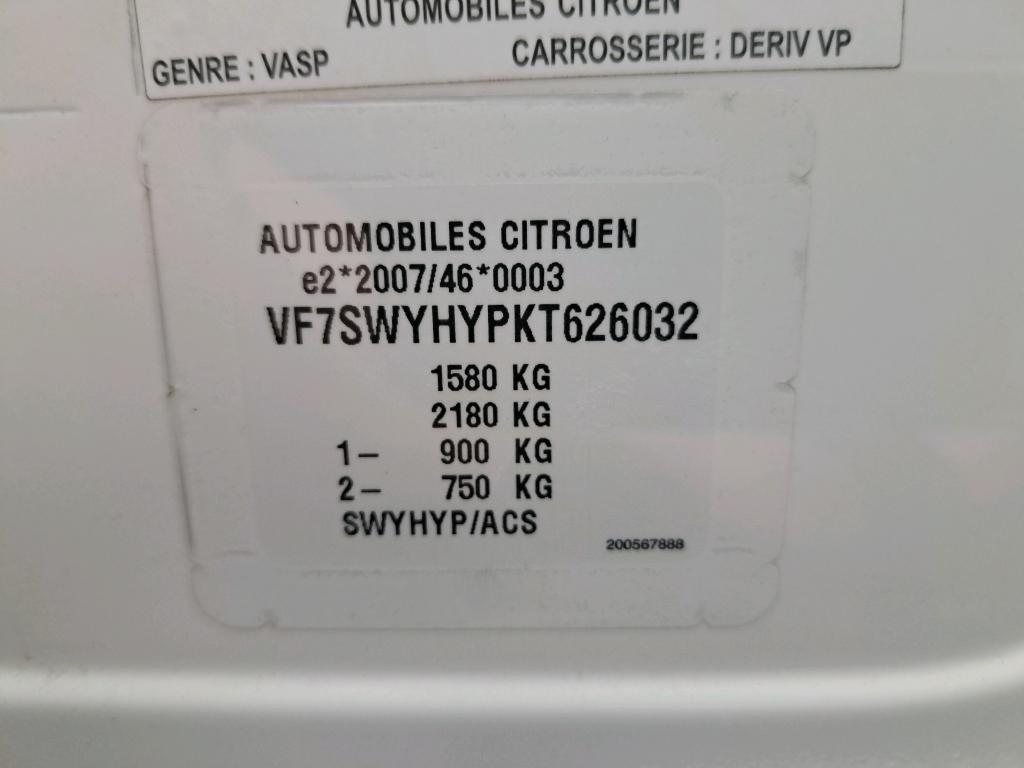 AUTOMOBILES CITROEN
GENRE : VASP CARROSSERIE : DERIV VP
AUTOMOBILES CITROEN
e2*2007/46*0003
VF7SWYHYPKT626032
1580 KG
2180 KG
1– 900 KG
2– 750 KG
SWYHYP/ACS
200567888